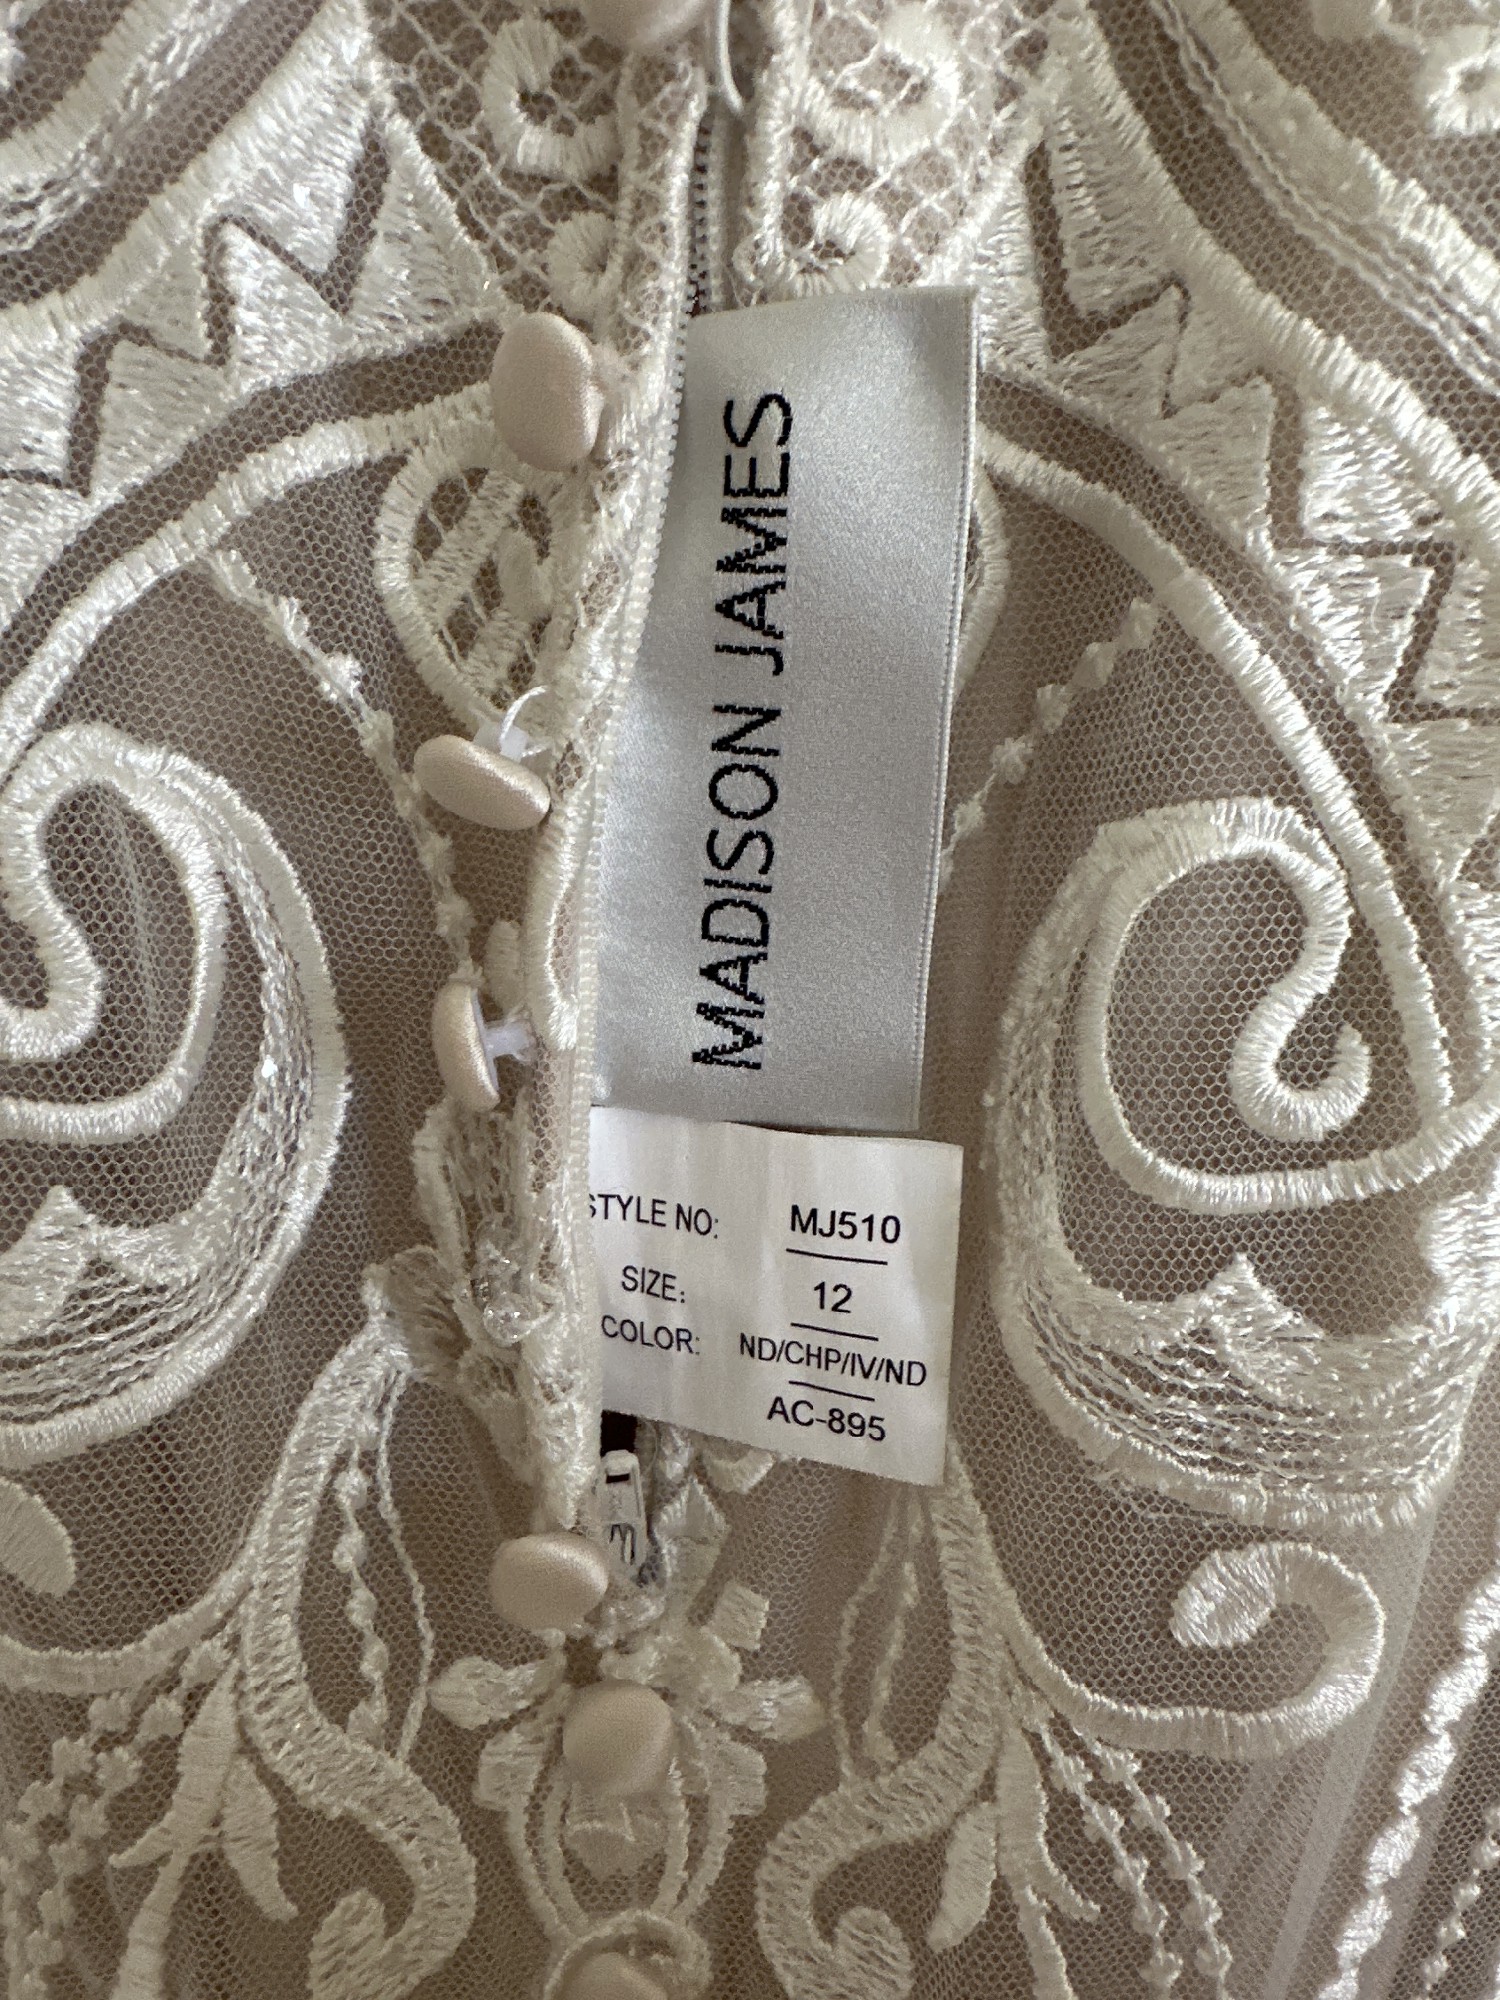 MADISON JAMES
STYLE NO: MJ510
SIZE: 12
COLOR: ND/CHP/IV/ND
AC-895